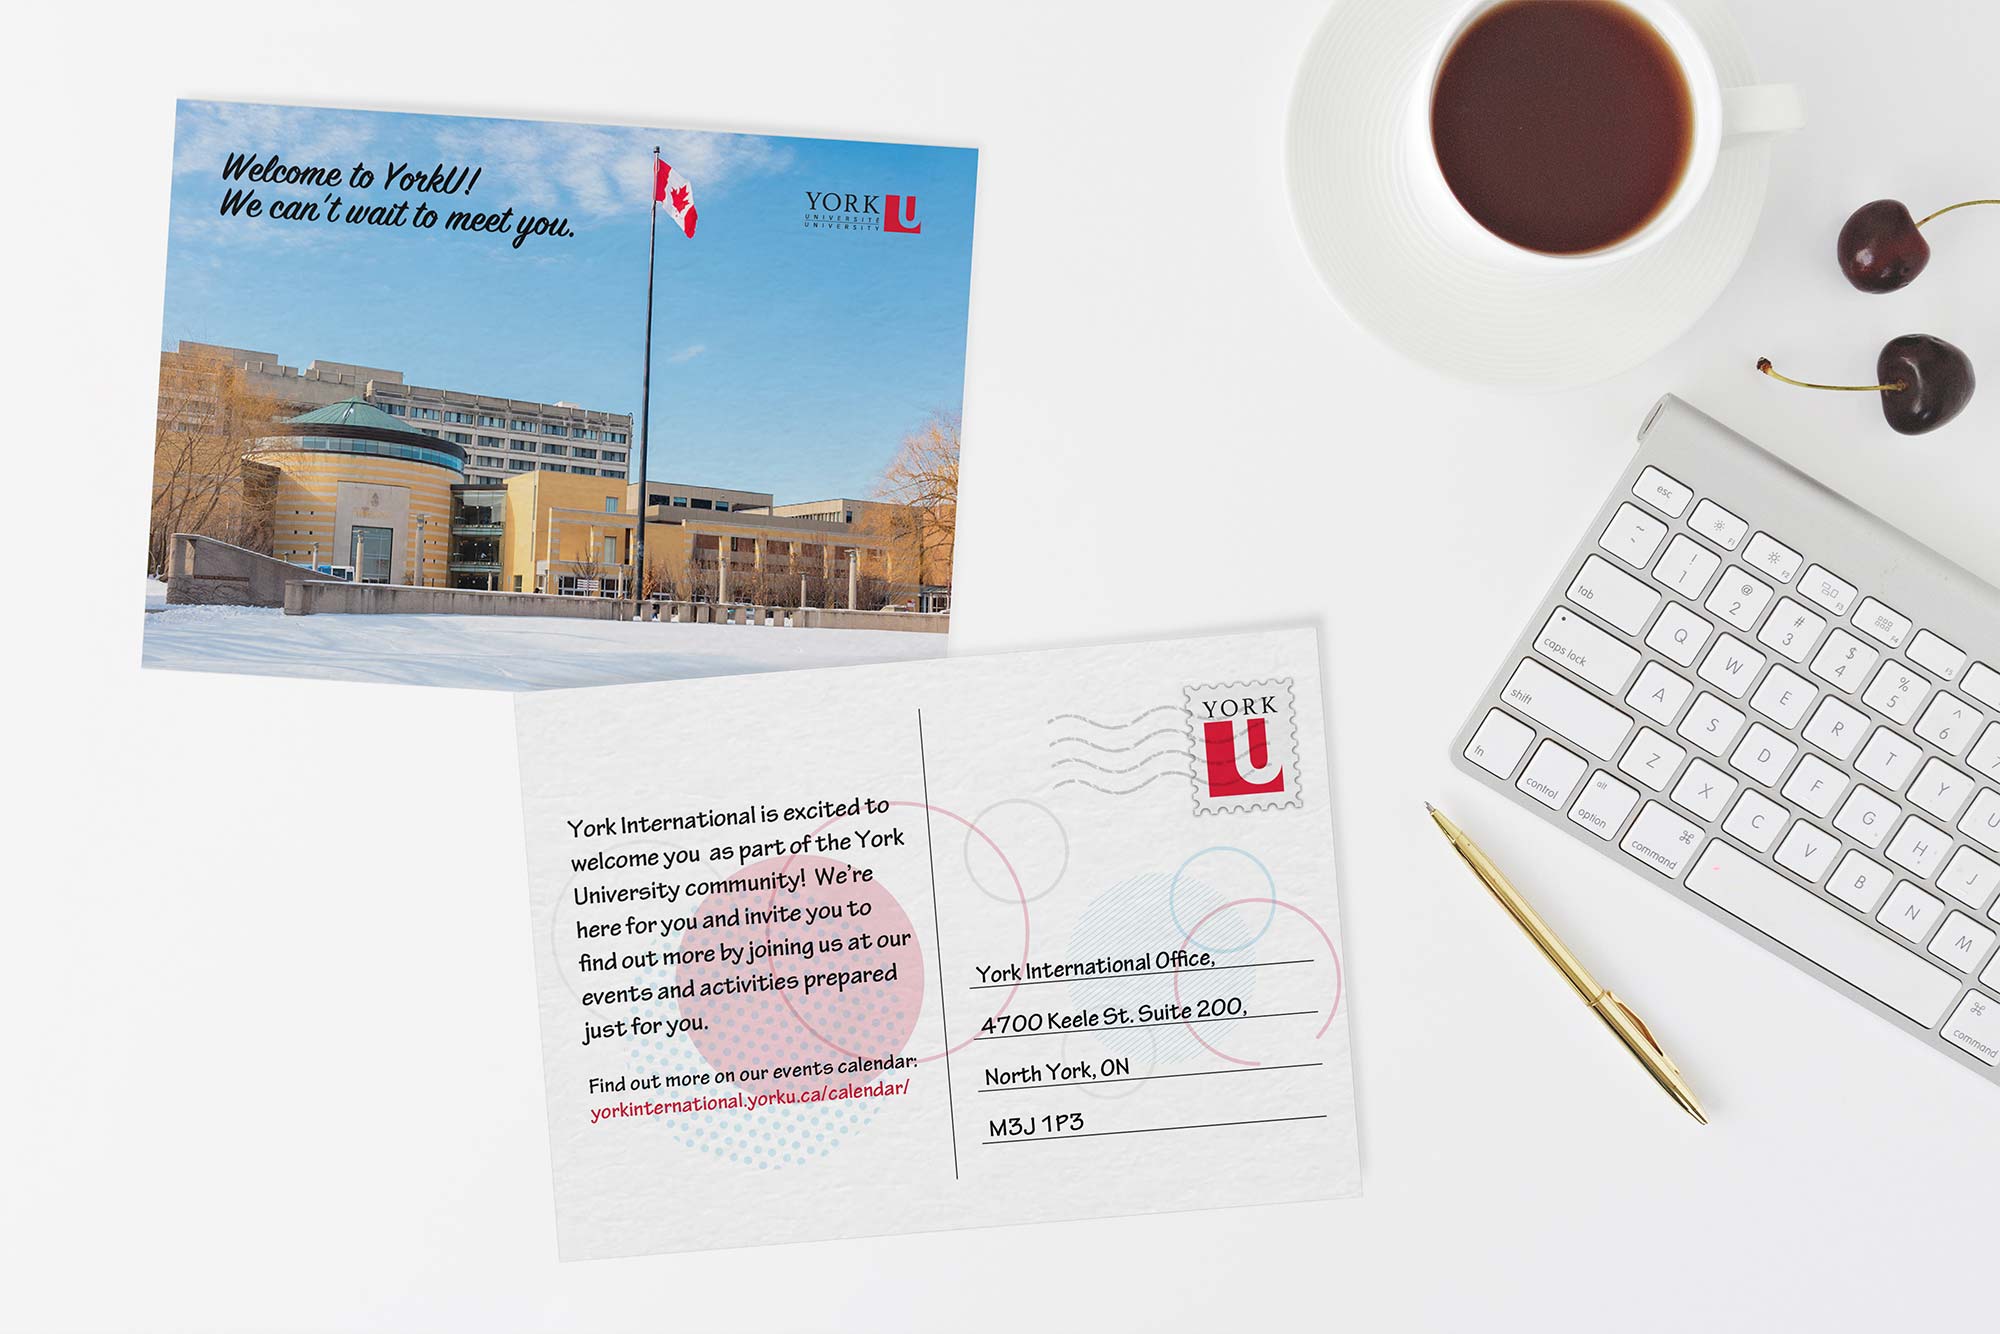 Welcome to YorkU!
We can't wait to meet you.
YORK U
UNIVERSITÉ
UNIVERSITY
York International is excited to
welcome you as part of the York
University community! We're
here for you and invite you to
find out more by joining us at our
events and activities prepared
just for you.
Find out more on our events calendar:
yorkinternational.yorku.ca/calendar/
YORK
U
York International Office,
4700 Keele St. Suite 200,
North York, ON
M3J 1P3
esc F1 F2 F3 F4 F5
~ ! 1 @ 2 # 3 $ 4 % 5 ^ 6
tab Q W E R T Y U
caps lock A S D F G H J
shift Z X C V B N M
fn control alt option command command